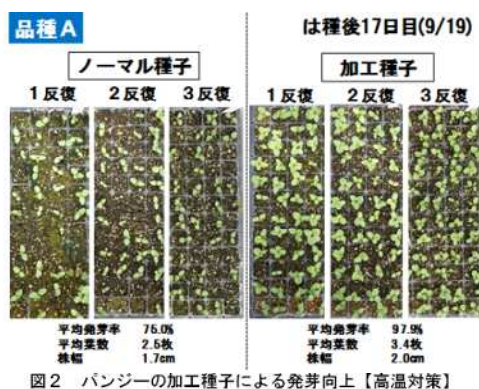 品種A
は種後17日目(9/19)
ノーマル種子
1反復 2反復 3反復
平均発芽率 75.0%
平均葉数 2.5枚
株幅 1.7cm
加工種子
1反復 2反復 3反復
平均発芽率 97.9%
平均葉数 3.4枚
株幅 2.0cm
図2 パンジーの加工種子による発芽向上【高温対策】